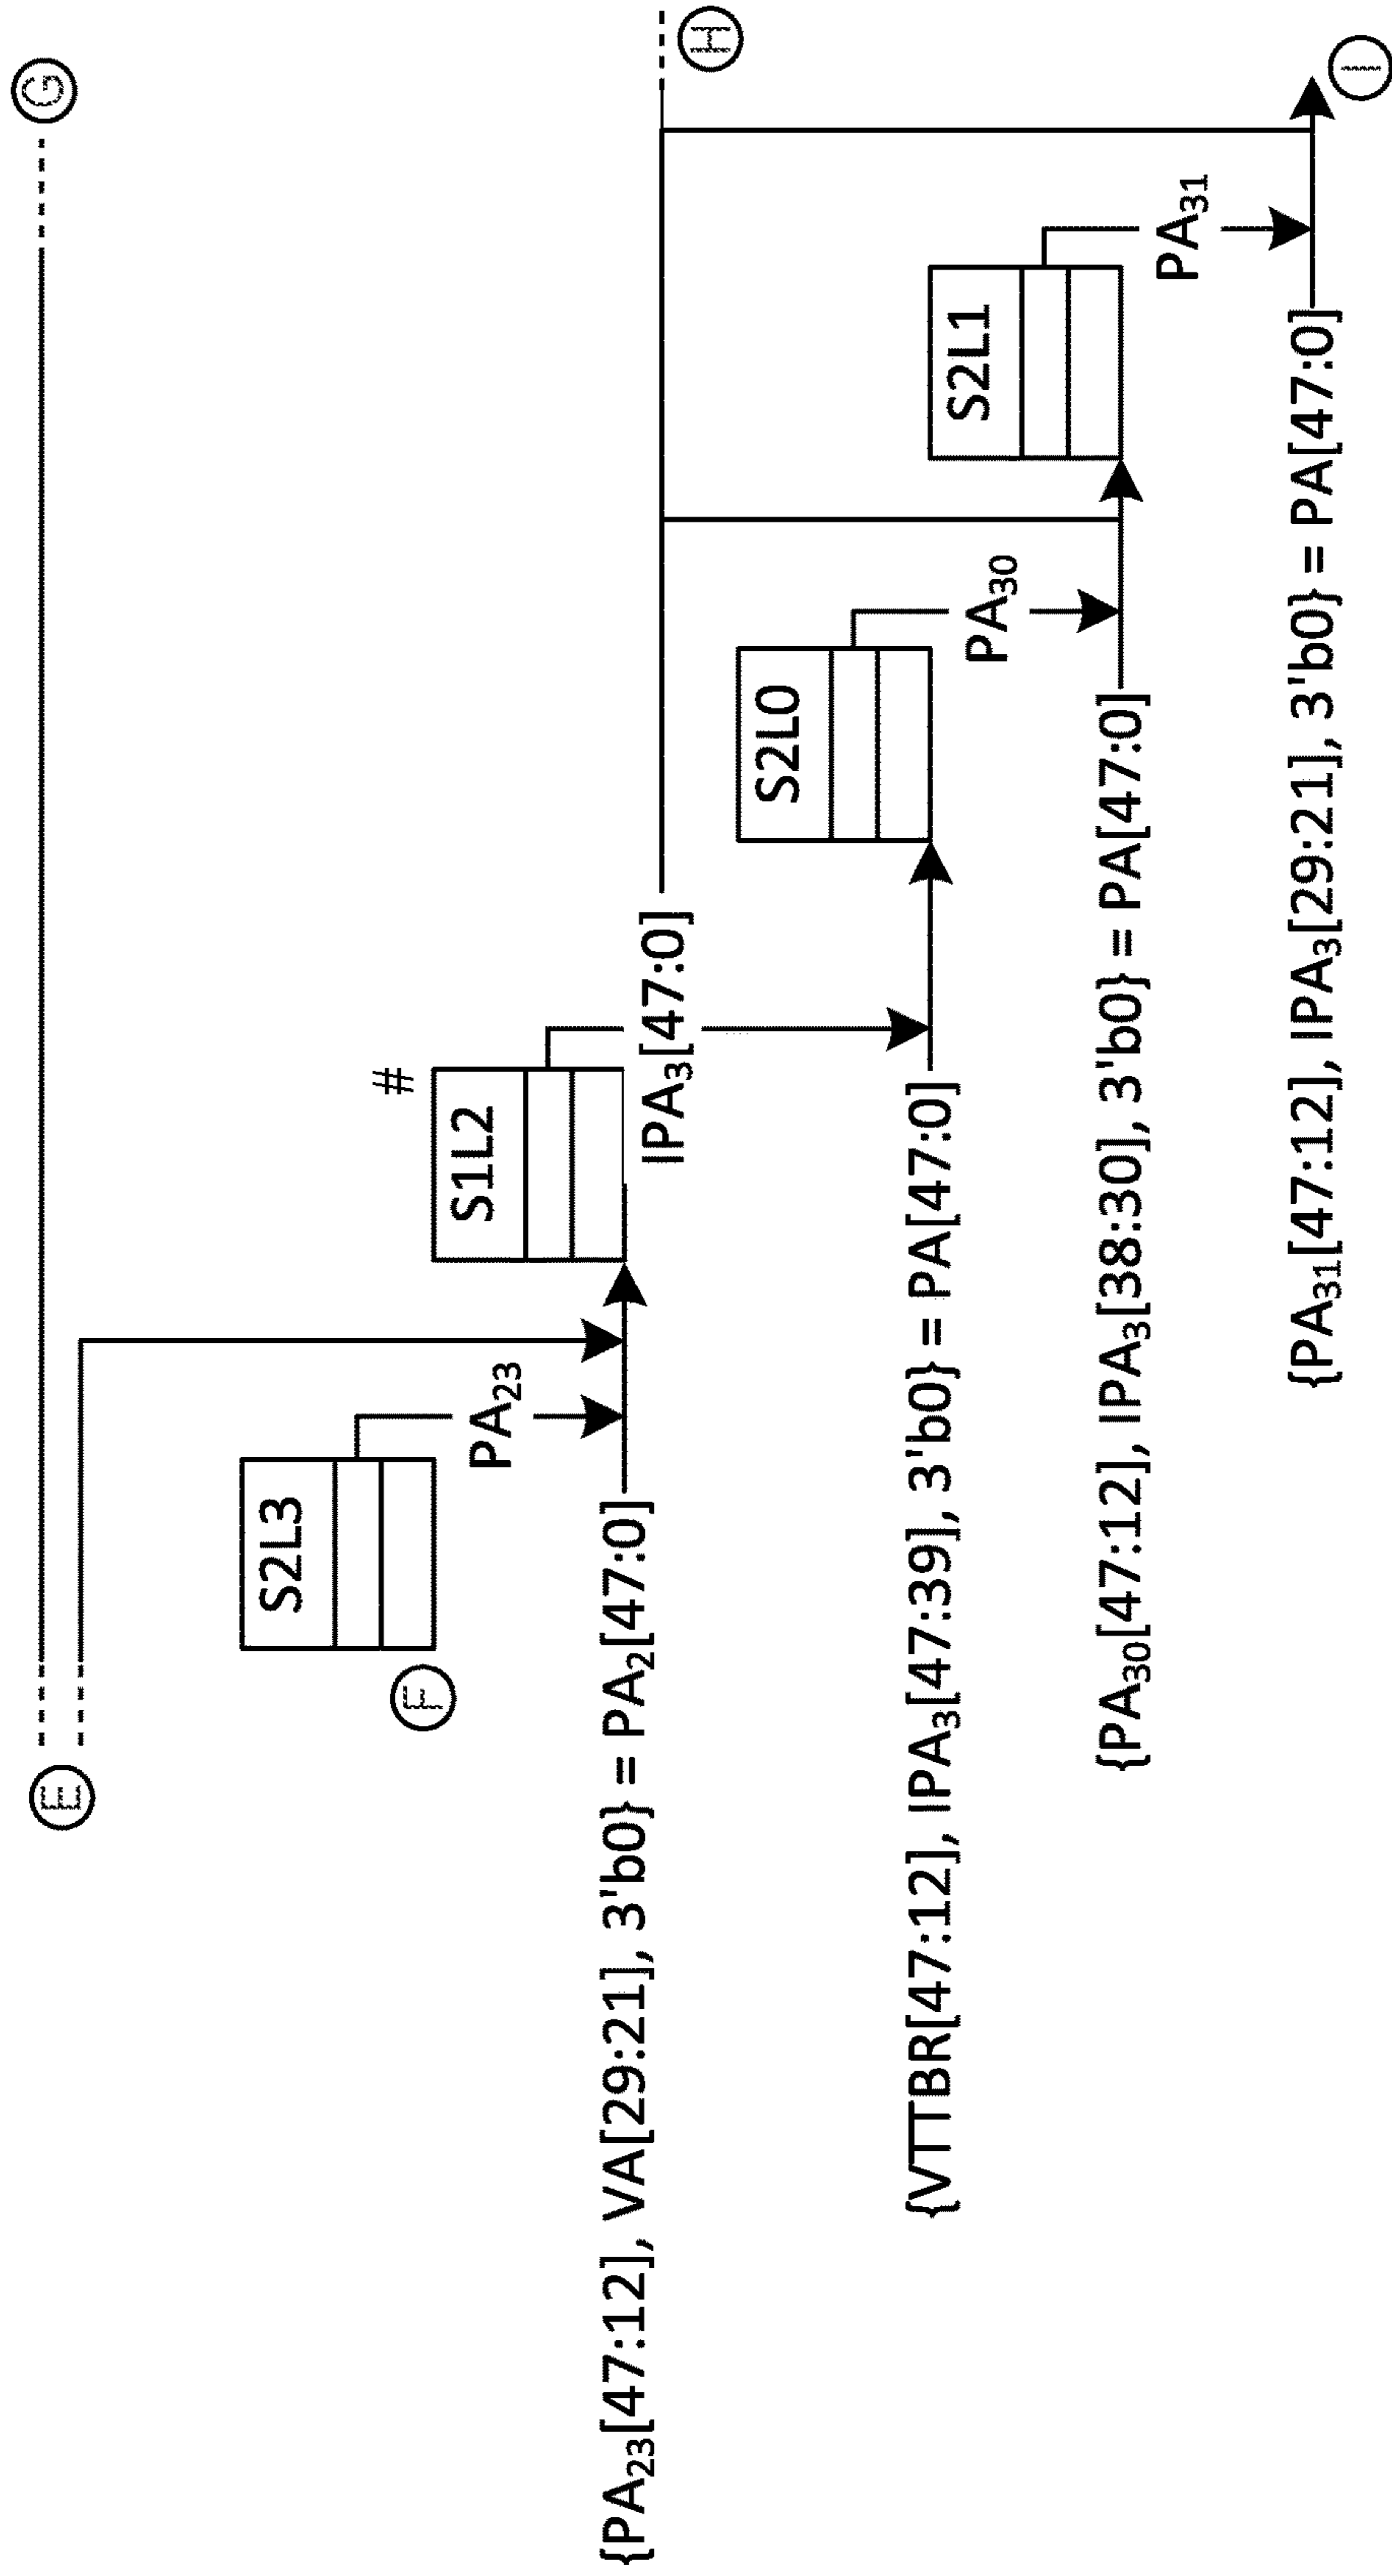 G
E
S2L3
F
PA₂₃
{PA₂₃[47:12], VA[29:21], 3'b0} = PA₂[47:0]
#
S1L2
IPA₃[47:0]
H
{VTTBR[47:12], IPA₃[47:39], 3'b0} = PA[47:0]
S2L0
PA₃₀
{PA₃₀[47:12], IPA₃[38:30], 3'b0} = PA[47:0]
S2L1
PA₃₁
{PA₃₁[47:12], IPA₃[29:21], 3'b0} = PA[47:0]
I